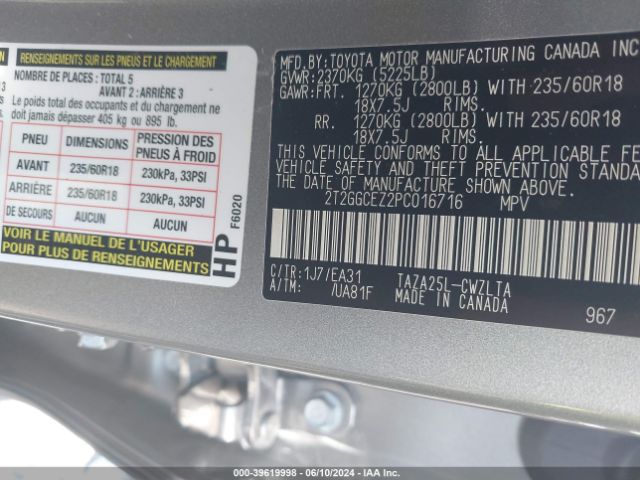 RENSEIGNEMENTS SUR LES PNEUS ET LE CHARGEMENT
NOMBRE DE PLACES : TOTAL 5
AVANT 2 : ARRIÈRE 3
Le poids total des occupants et du chargement ne
doit jamais dépasser 405 kg ou 895 lb.
PNEU DIMENSIONS PRESSION DES PNEUS À FROID
AVANT 235/60R18 230kPa, 33PSI
ARRIÈRE 235/60R18 230kPa, 33PSI
DE SECOURS AUCUN AUCUN
VOIR LE MANUEL DE L'USAGER
POUR PLUS DE RENSEIGNEMENTS
HP F6020
MFD.BY:TOYOTA MOTOR MANUFACTURING CANADA INC
GVWR:2370KG (5225LB)
GAWR:FRT. 1270KG (2800LB) WITH 235/60R18
18X7.5J RIMS.
RR. 1270KG (2800LB) WITH 235/60R18
18X7.5J RIMS.
THIS VEHICLE CONFORMS TO ALL APPLICABLE FE
VEHICLE SAFETY AND THEFT PREVENTION STANDA
DATE OF MANUFACTURE SHOWN ABOVE.
2T2GGCEZ2PC016716 MPV
C/TR:1J7/EA31 TAZA25L-CWZLTA
A/TM: /UA81F MADE IN CANADA
967
000-39619998 - 06/10/2024 - IAA Inc.